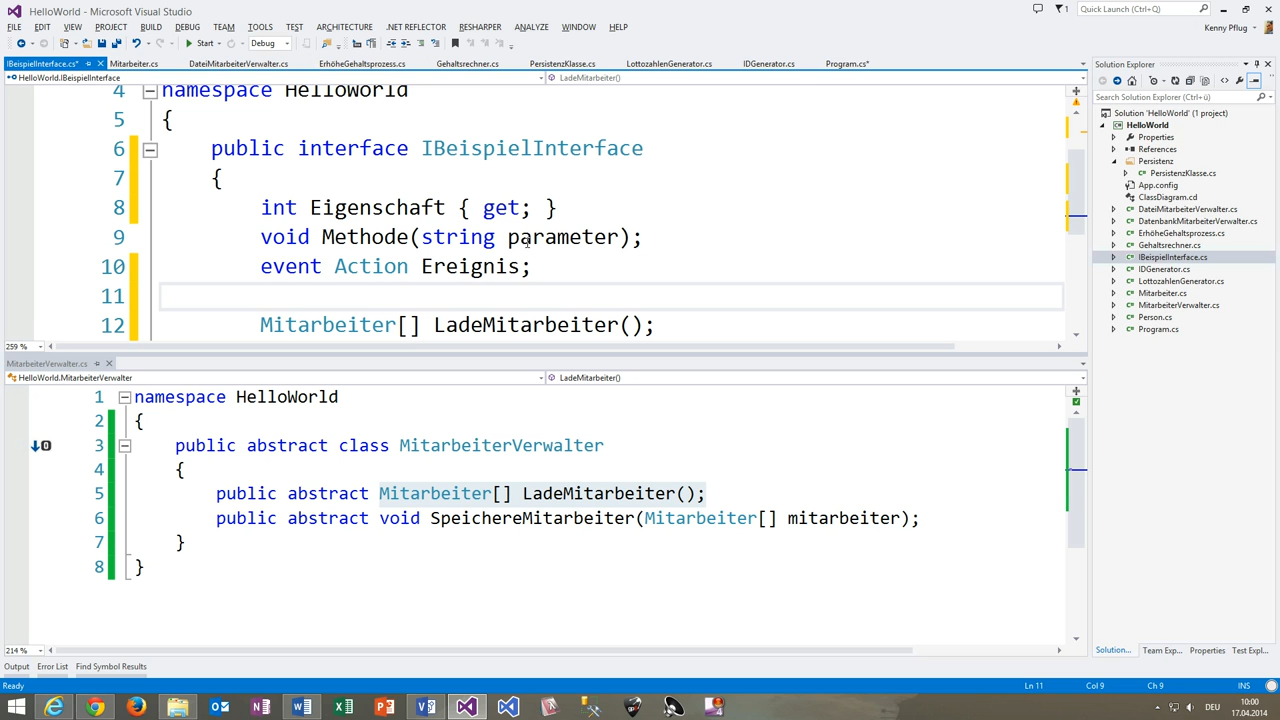 HelloWorld - Microsoft Visual Studio
Quick Launch (Ctrl+Q)
FILE EDIT VIEW PROJECT BUILD DEBUG TEAM TOOLS TEST ARCHITECTURE .NET REFLECTOR RESHARPER ANALYZE WINDOW HELP
Kenny Pflug
Start Debug
IBeispielInterface.cs* Mitarbeiter.cs DateiMitarbeiterVerwalter.cs ErhöheGehaltsprozess.cs Gehaltsrechner.cs PersistenzKlasse.cs LottozahlenGenerator.cs IDGenerator.cs Program.cs*
HelloWorld.IBeispielInterface LadeMitarbeiter()
4 namespace HelloWorld
5 {
6 public interface IBeispielInterface
7 {
8 int Eigenschaft { get; }
9 void Methode(string parameter);
10 event Action Ereignis;
11
12 Mitarbeiter[] LadeMitarbeiter();
259 %
MitarbeiterVerwalter.cs
HelloWorld.MitarbeiterVerwalter LadeMitarbeiter()
1 namespace HelloWorld
2 {
3 public abstract class MitarbeiterVerwalter
4 {
5 public abstract Mitarbeiter[] LadeMitarbeiter();
6 public abstract void SpeichereMitarbeiter(Mitarbeiter[] mitarbeiter);
7 }
8 }
214 %
Solution Explorer
Search Solution Explorer (Ctrl+ü)
Solution 'HelloWorld' (1 project)
HelloWorld
Properties
References
Persistenz
PersistenzKlasse.cs
App.config
ClassDiagram.cd
DateiMitarbeiterVerwalter.cs
DatenbankMitarbeiterVerwalter.cs
ErhöheGehaltsprozess.cs
Gehaltsrechner.cs
IBeispielInterface.cs
IDGenerator.cs
LottozahlenGenerator.cs
Mitarbeiter.cs
MitarbeiterVerwalter.cs
Person.cs
Program.cs
Solution... Team Exp... Properties Test Expl...
Output Error List Find Symbol Results
Ready Ln 11 Col 9 Ch 9 INS
10:00
17.04.2014